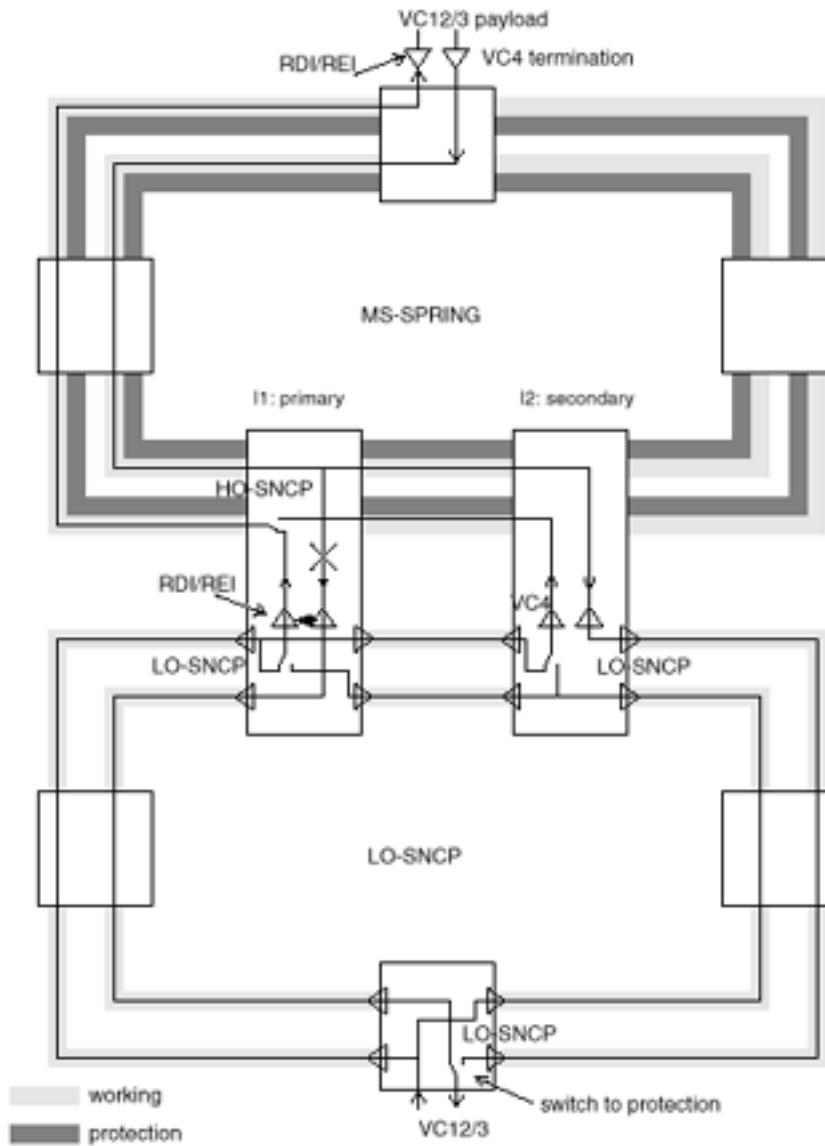 VC12/3 payload
RDI/REI
VC4 termination
MS-SPRING
I1: primary
I2: secondary
HO-SNCP
RDI/REI
VC4
LO-SNCP
LO-SNCP
LO-SNCP
LO-SNCP
working
switch to protection
protection
VC12/3